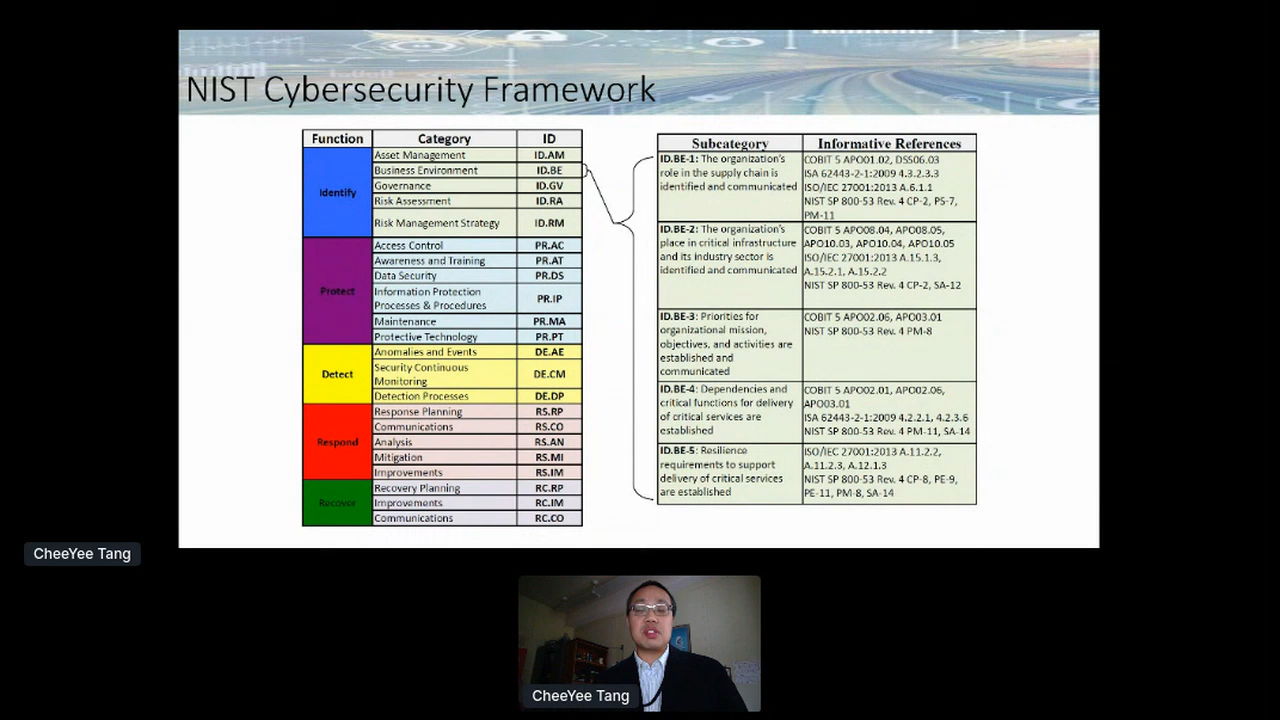 NIST Cybersecurity Framework
Function Category ID
Identify
Asset Management ID.AM
Business Environment ID.BE
Governance ID.GV
Risk Assessment ID.RA
Risk Management Strategy ID.RM
Protect
Access Control PR.AC
Awareness and Training PR.AT
Data Security PR.DS
Information Protection
Processes & Procedures PR.IP
Maintenance PR.MA
Protective Technology PR.PT
Detect
Anomalies and Events DE.AE
Security Continuous
Monitoring DE.CM
Detection Processes DE.DP
Respond
Response Planning RS.RP
Communications RS.CO
Analysis RS.AN
Mitigation RS.MI
Improvements RS.IM
Recover
Recovery Planning RC.RP
Improvements RC.IM
Communications RC.CO
Subcategory Informative References
ID.BE-1: The organization's
role in the supply chain is
identified and communicated
COBIT 5 APO01.02, DSS06.03
ISA 62443-2-1:2009 4.3.2.3.3
ISO/IEC 27001:2013 A.6.1.1
NIST SP 800-53 Rev. 4 CP-2, PS-7,
PM-11
ID.BE-2: The organization's
place in critical infrastructure
and its industry sector is
identified and communicated
COBIT 5 APO08.04, APO08.05,
APO10.03, APO10.04, APO10.05
ISO/IEC 27001:2013 A.15.1.3,
A.15.2.1, A.15.2.2
NIST SP 800-53 Rev. 4 CP-2, SA-12
ID.BE-3: Priorities for
organizational mission,
objectives, and activities are
established and
communicated
COBIT 5 APO02.06, APO03.01
NIST SP 800-53 Rev. 4 PM-8
ID.BE-4: Dependencies and
critical functions for delivery
of critical services are
established
COBIT 5 APO02.01, APO02.06,
APO03.01
ISA 62443-2-1:2009 4.2.2.1, 4.2.3.6
NIST SP 800-53 Rev. 4 PM-11, SA-14
ID.BE-5: Resilience
requirements to support
delivery of critical services
are established
ISO/IEC 27001:2013 A.11.2.2,
A.11.2.3, A.12.1.3
NIST SP 800-53 Rev. 4 CP-8, PE-9,
PE-11, PM-8, SA-14
CheeYee Tang
CheeYee Tang